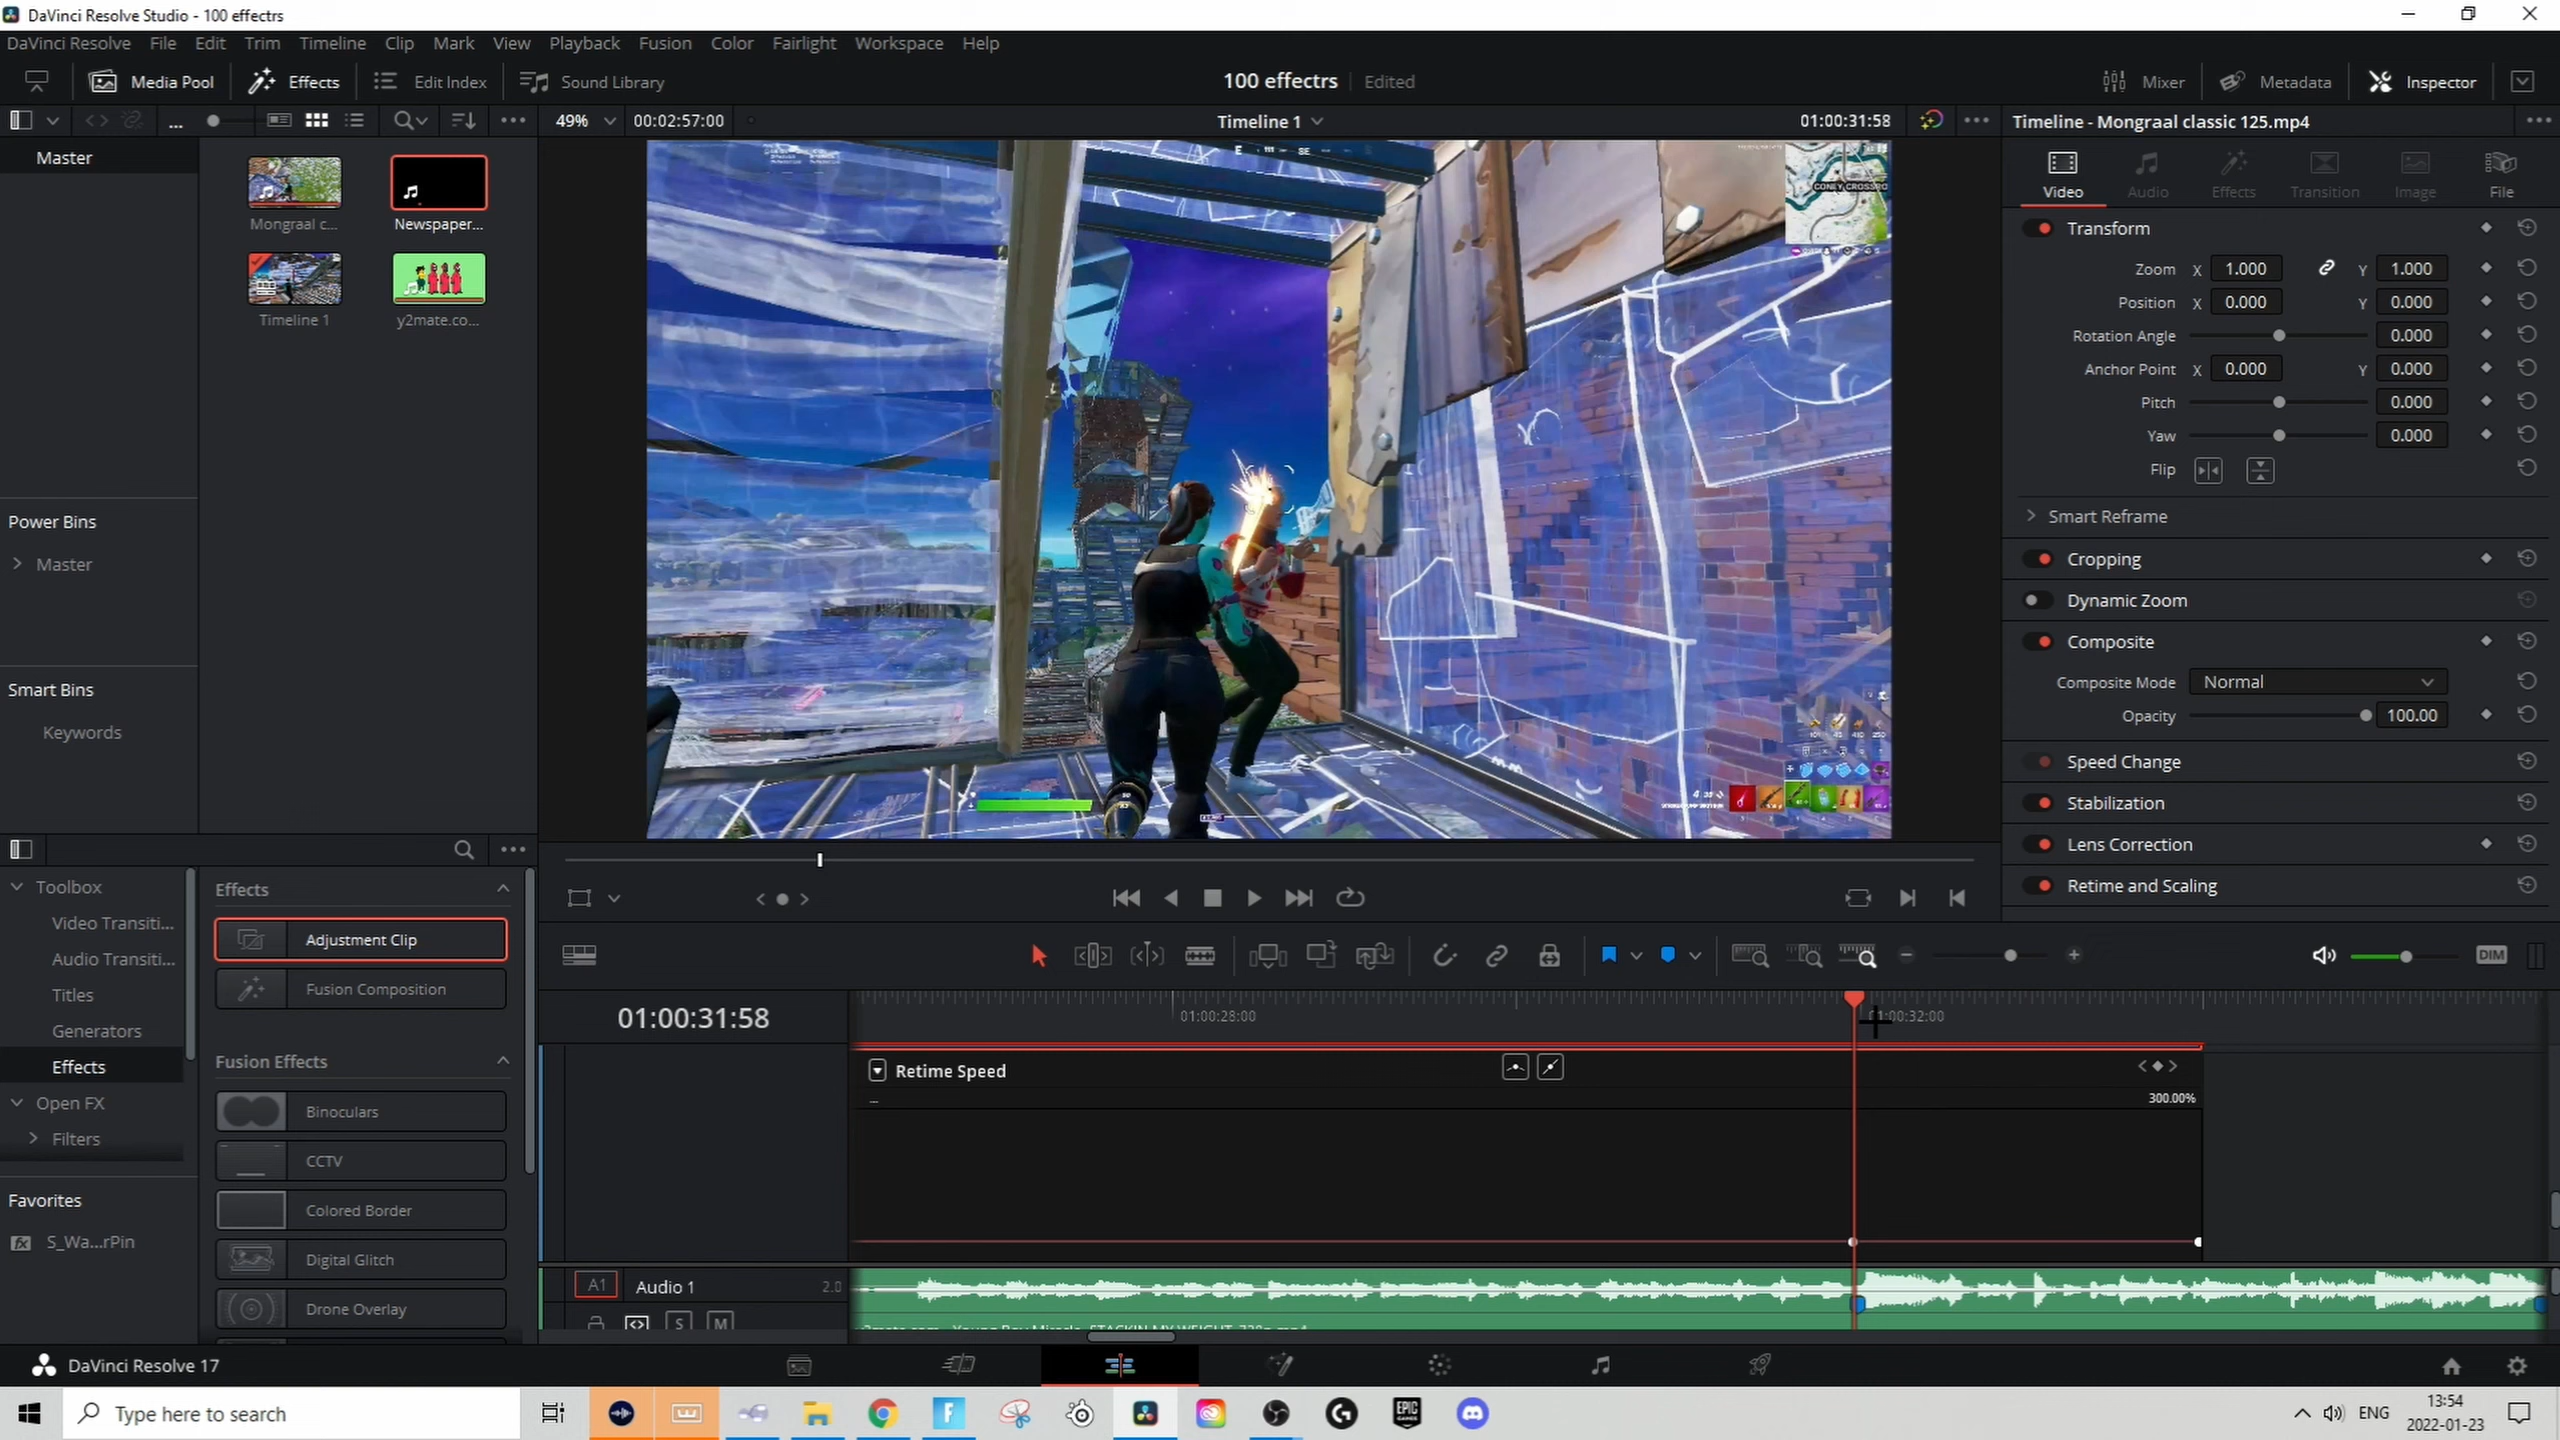 DaVinci Resolve Studio - 100 effectrs
DaVinci Resolve File Edit Trim Timeline Clip Mark View Playback Fusion Color Fairlight Workspace Help
Media Pool Effects Edit Index Sound Library 100 effectrs Edited Mixer Metadata Inspector
... 49% 00:02:57:00 Timeline 1 01:00:31:58 Timeline - Mongraal classic 125.mp4
Master
Mongraal c...
Newspaper...
Timeline 1
y2mate.co...
Power Bins
Master
Smart Bins
Keywords
E III SE
CONEY CROSSRO
Video Audio Effects Transition Image File
Transform
Zoom X 1.000 Y 1.000
Position X 0.000 Y 0.000
Rotation Angle 0.000
Anchor Point X 0.000 Y 0.000
Pitch 0.000
Yaw 0.000
Flip
Smart Reframe
Cropping
Dynamic Zoom
Composite
Composite Mode Normal
Opacity 100.00
Speed Change
Stabilization
Lens Correction
Retime and Scaling
Toolbox
Video Transiti...
Audio Transiti...
Titles
Generators
Effects
Open FX
Filters
Favorites
S_Wa...rPin
Effects
Adjustment Clip
Fusion Composition
Fusion Effects
Binoculars
CCTV
Colored Border
Digital Glitch
Drone Overlay
DIM
01:00:31:58 01:00:28:00 01:00:32:00
Retime Speed
300.00%
A1 Audio 1 2.0
S M
DaVinci Resolve 17
Type here to search
ENG
13:54
2022-01-23